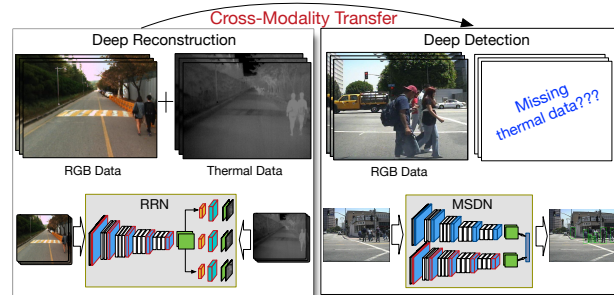 Cross-Modality Transfer
Deep Reconstruction
RGB Data
Thermal Data
RRN
Deep Detection
Missing
thermal data???
RGB Data
MSDN